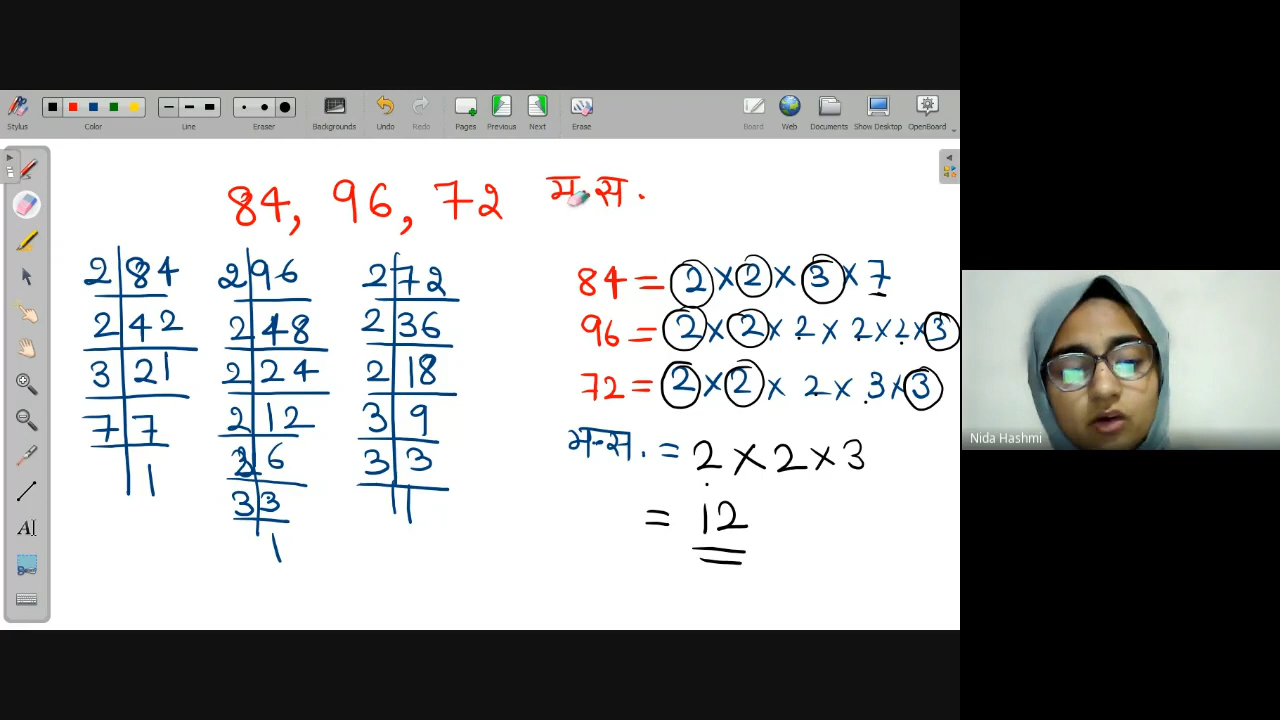 Stylus Color Line Eraser Backgrounds Undo Redo Pages Previous Next Erase Board Web Documents Show Desktop OpenBoard
84, 96, 72 म.स.
2 84
2 42
3 21
7 7
1
2 96
2 48
2 24
2 12
2 6
3 3
1
2 72
2 36
2 18
3 9
3 3
1
84 = 2 × 2 × 3 × 7
96 = 2 × 2 × 2 × 2 × 2 × 3
72 = 2 × 2 × 2 × 3 × 3
म.स. = 2 × 2 × 3
= 12
Nida Hashmi